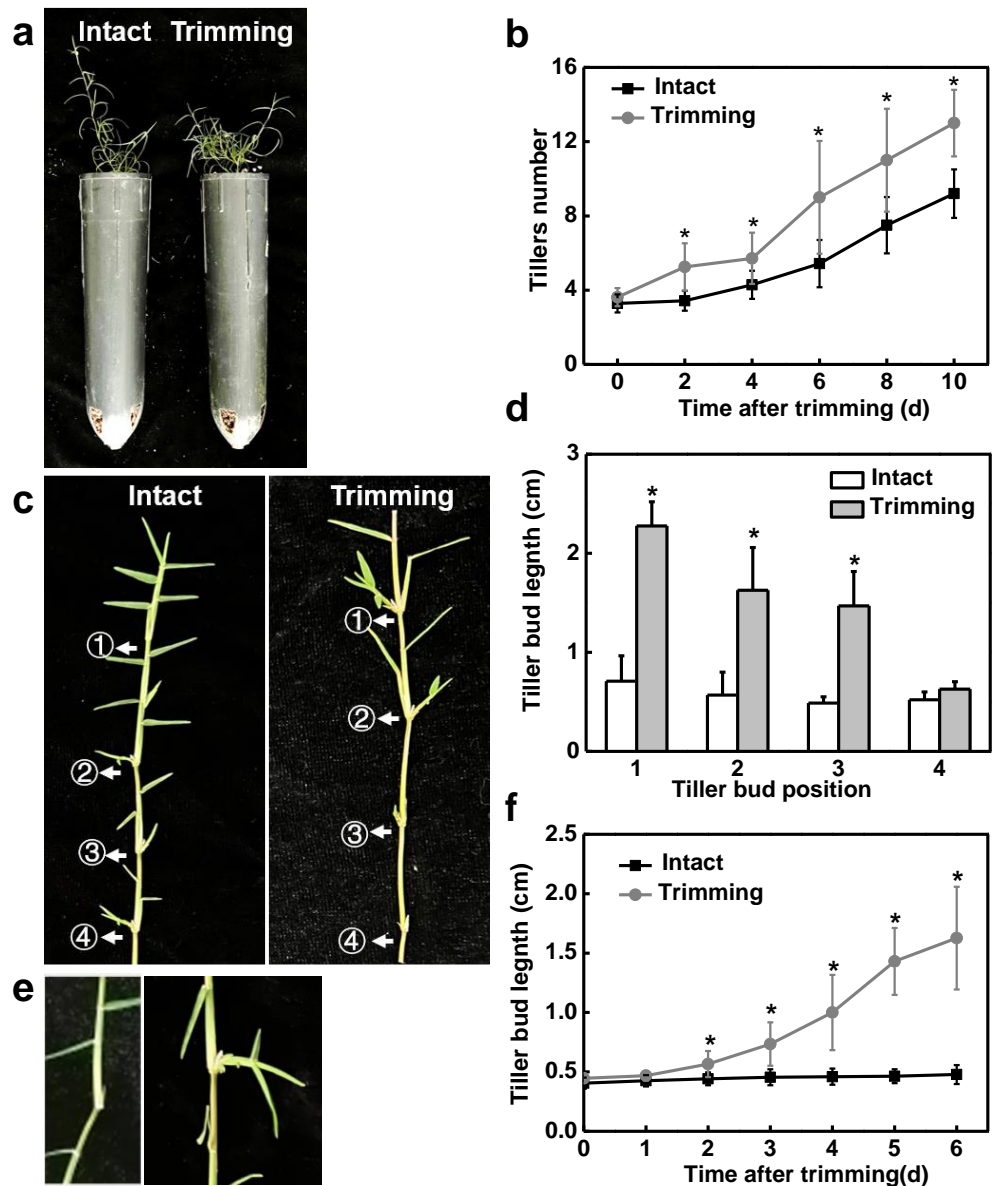 a
Intact Trimming
b
Intact
Trimming
*
*
*
*
*
Tillers number
16
12
8
4
0
0 2 4 6 8 10
Time after trimming (d)
c
Intact
Trimming
①
②
③
④
①
②
③
④
d
Intact
Trimming
*
*
*
Tiller bud legnth (cm)
3
2
1
0
1 2 3 4
Tiller bud position
e
f
Intact
Trimming
*
*
*
*
*
Tiller bud legnth (cm)
2.5
2.0
1.5
1.0
0.5
0.0
0 1 2 3 4 5 6
Time after trimming(d)